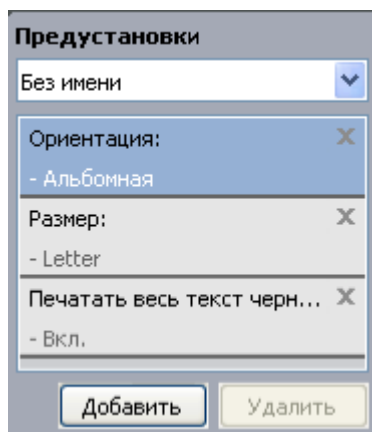 Предустановки
Без имени
Ориентация:
- Альбомная
Размер:
- Letter
Печатать весь текст черн...
- Вкл.
Добавить Удалить